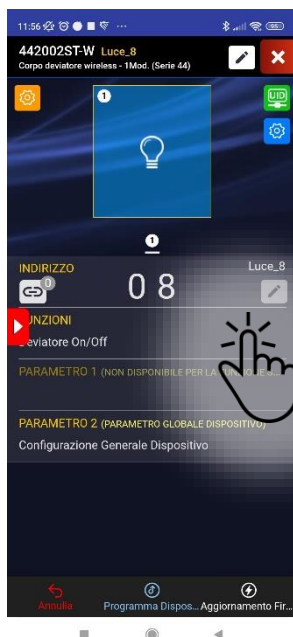 11:56
442002ST-W Luce_8
Corpo deviatore wireless - 1Mod. (Serie 44)
1
UID
1
INDIRIZZO
Luce_8
0
0 8
UNZIONI
Deviatore On/Off
PARAMETRO 1 (NON DISPONIBILE PER LA
PARAMETRO 2 (PARAMETRO GLOBALE DISPOSITIVO)
Configurazione Generale Dispositivo
Annulla
Programma Dispos...
Aggiornamento Fir...